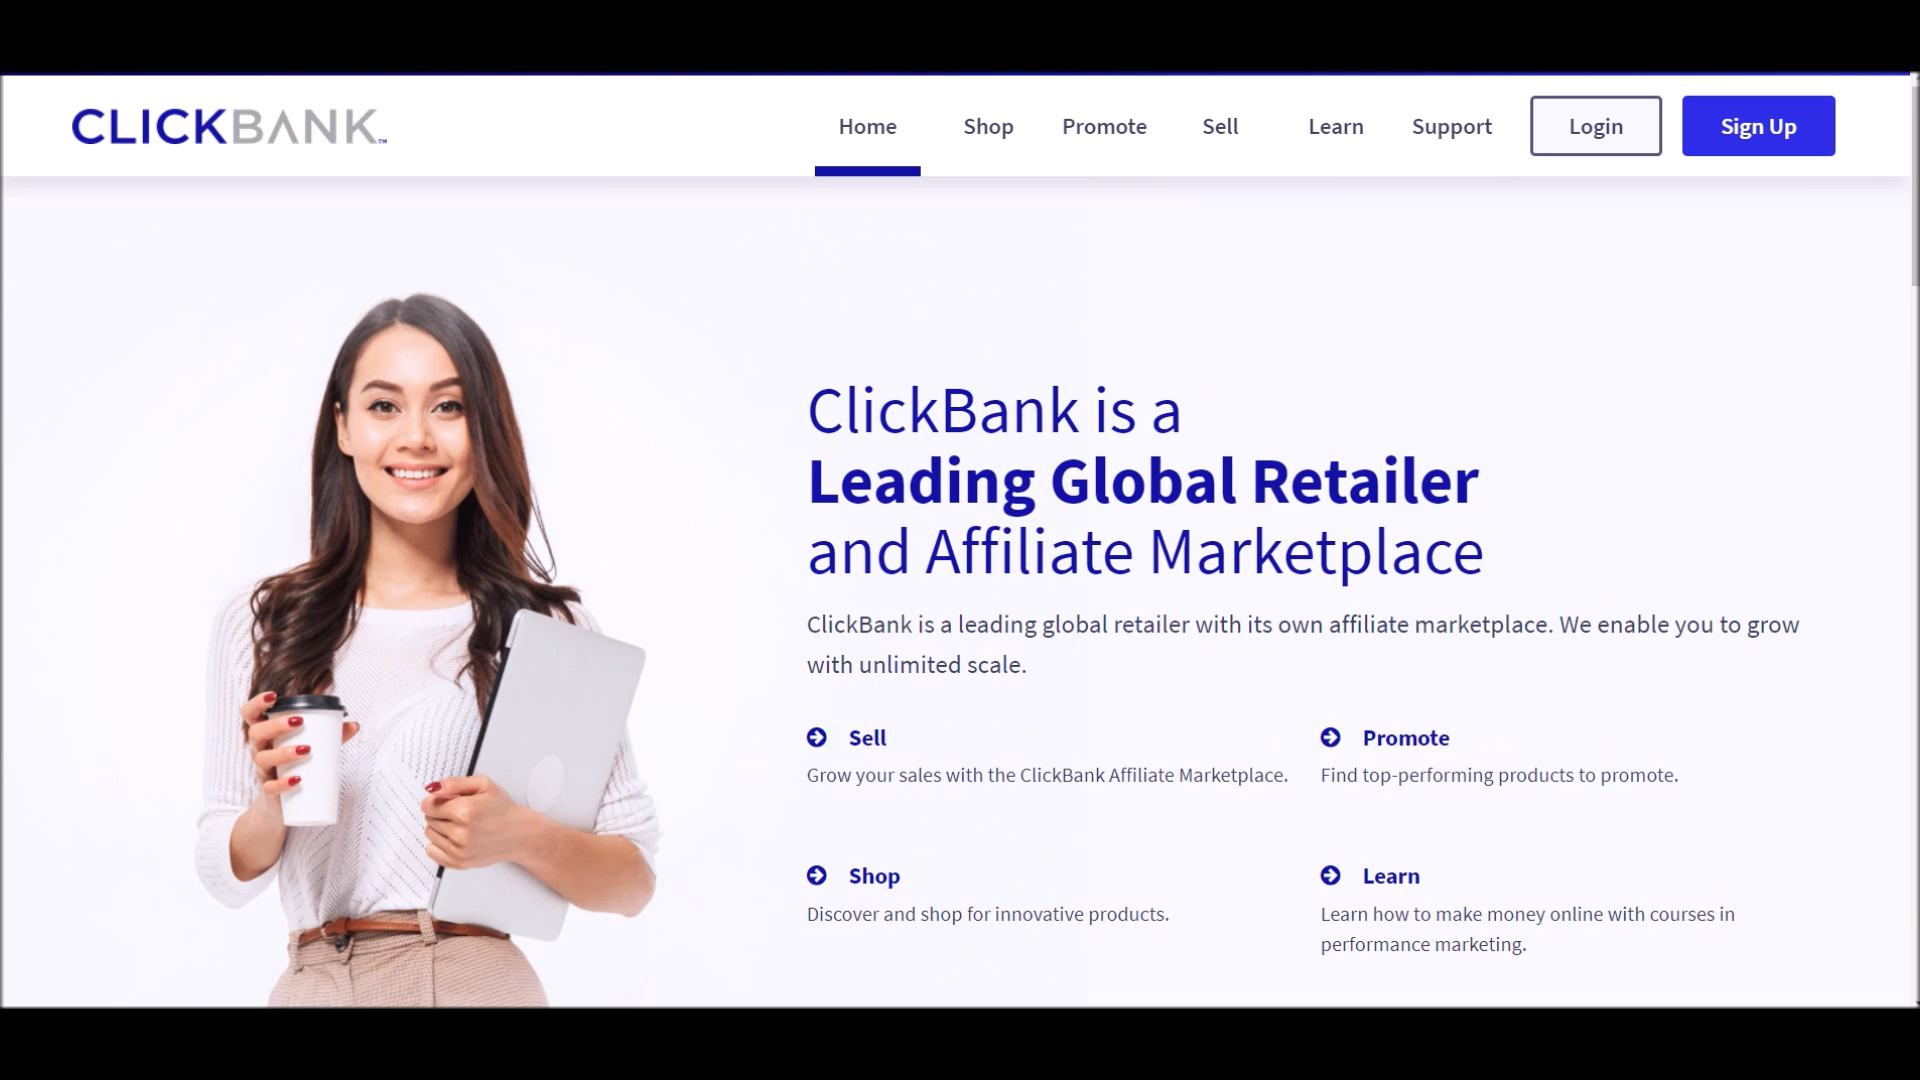 CLICKBANK™
Home Shop Promote Sell Learn Support Login Sign Up
ClickBank is a
Leading Global Retailer
and Affiliate Marketplace
ClickBank is a leading global retailer with its own affiliate marketplace. We enable you to grow
with unlimited scale.
Sell
Grow your sales with the ClickBank Affiliate Marketplace.
Promote
Find top-performing products to promote.
Shop
Discover and shop for innovative products.
Learn
Learn how to make money online with courses in
performance marketing.